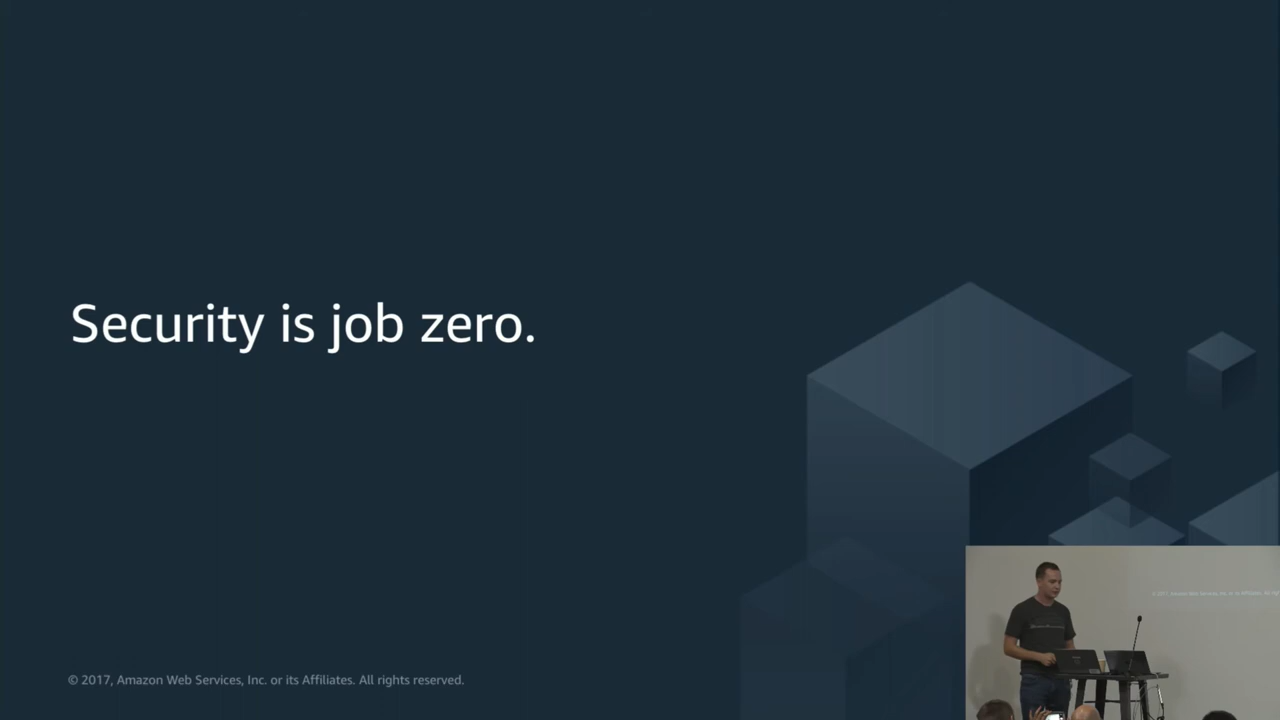 Security is job zero.
© 2017, Amazon Web Services, Inc. or its Affiliates. All rights reserved.